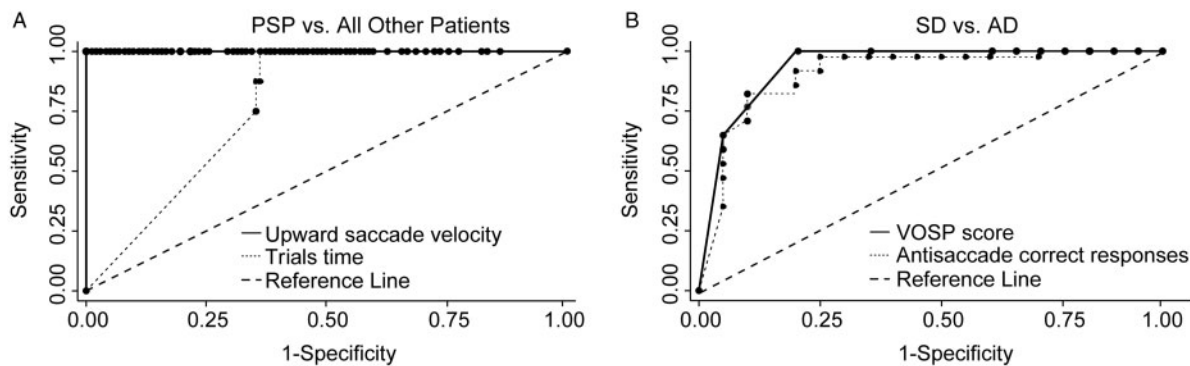 A
PSP vs. All Other Patients
Sensitivity
1.00
0.75
0.50
0.25
0.00
Upward saccade velocity
Trials time
Reference Line
0.00 0.25 0.50 0.75 1.00
1-Specificity
B
SD vs. AD
Sensitivity
1.00
0.75
0.50
0.25
0.00
VOSP score
Antisaccade correct responses
Reference Line
0.00 0.25 0.50 0.75 1.00
1-Specificity